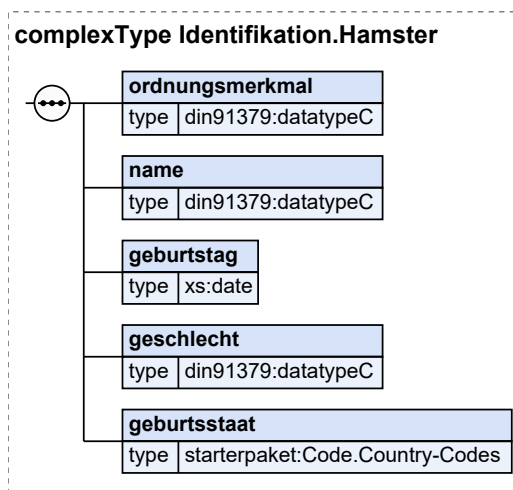 complexType Identifikation.Hamster
ordnungsmerkmal
type din91379:datatypeC
name
type din91379:datatypeC
geburtstag
type xs:date
geschlecht
type din91379:datatypeC
geburtsstaat
type starterpaket:Code.Country-Codes